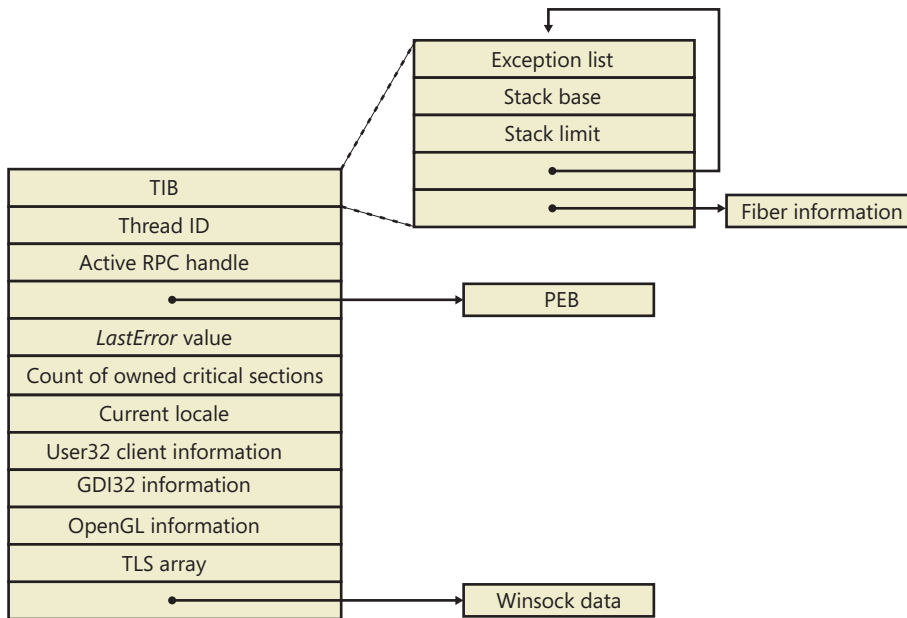 Exception list
Stack base
Stack limit
Fiber information
TIB
Thread ID
Active RPC handle
PEB
LastError value
Count of owned critical sections
Current locale
User32 client information
GDI32 information
OpenGL information
TLS array
Winsock data